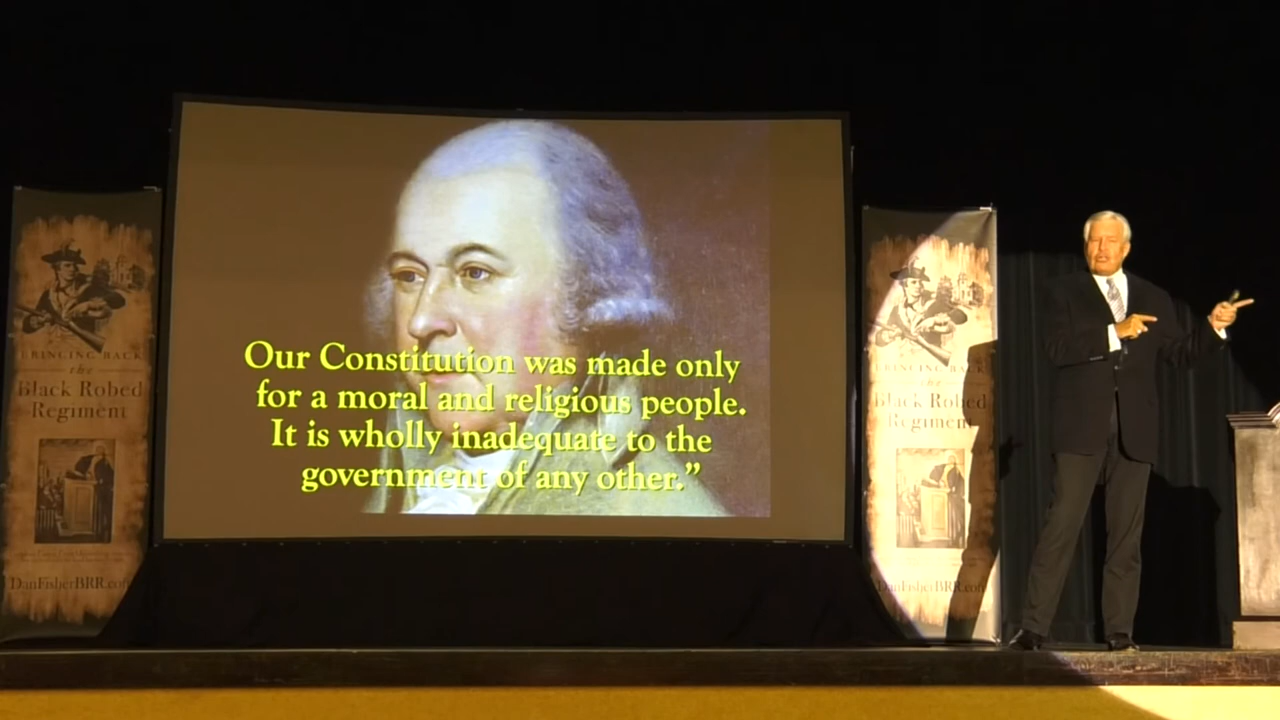 BRINGING BACK
the
Black Robed
Regiment
DanFisherBRR.com
Our Constitution was made only
for a moral and religious people.
It is wholly inadequate to the
government of any other.”
BRINGING BACK
the
Black Robed
Regiment
DanFisherBRR.com